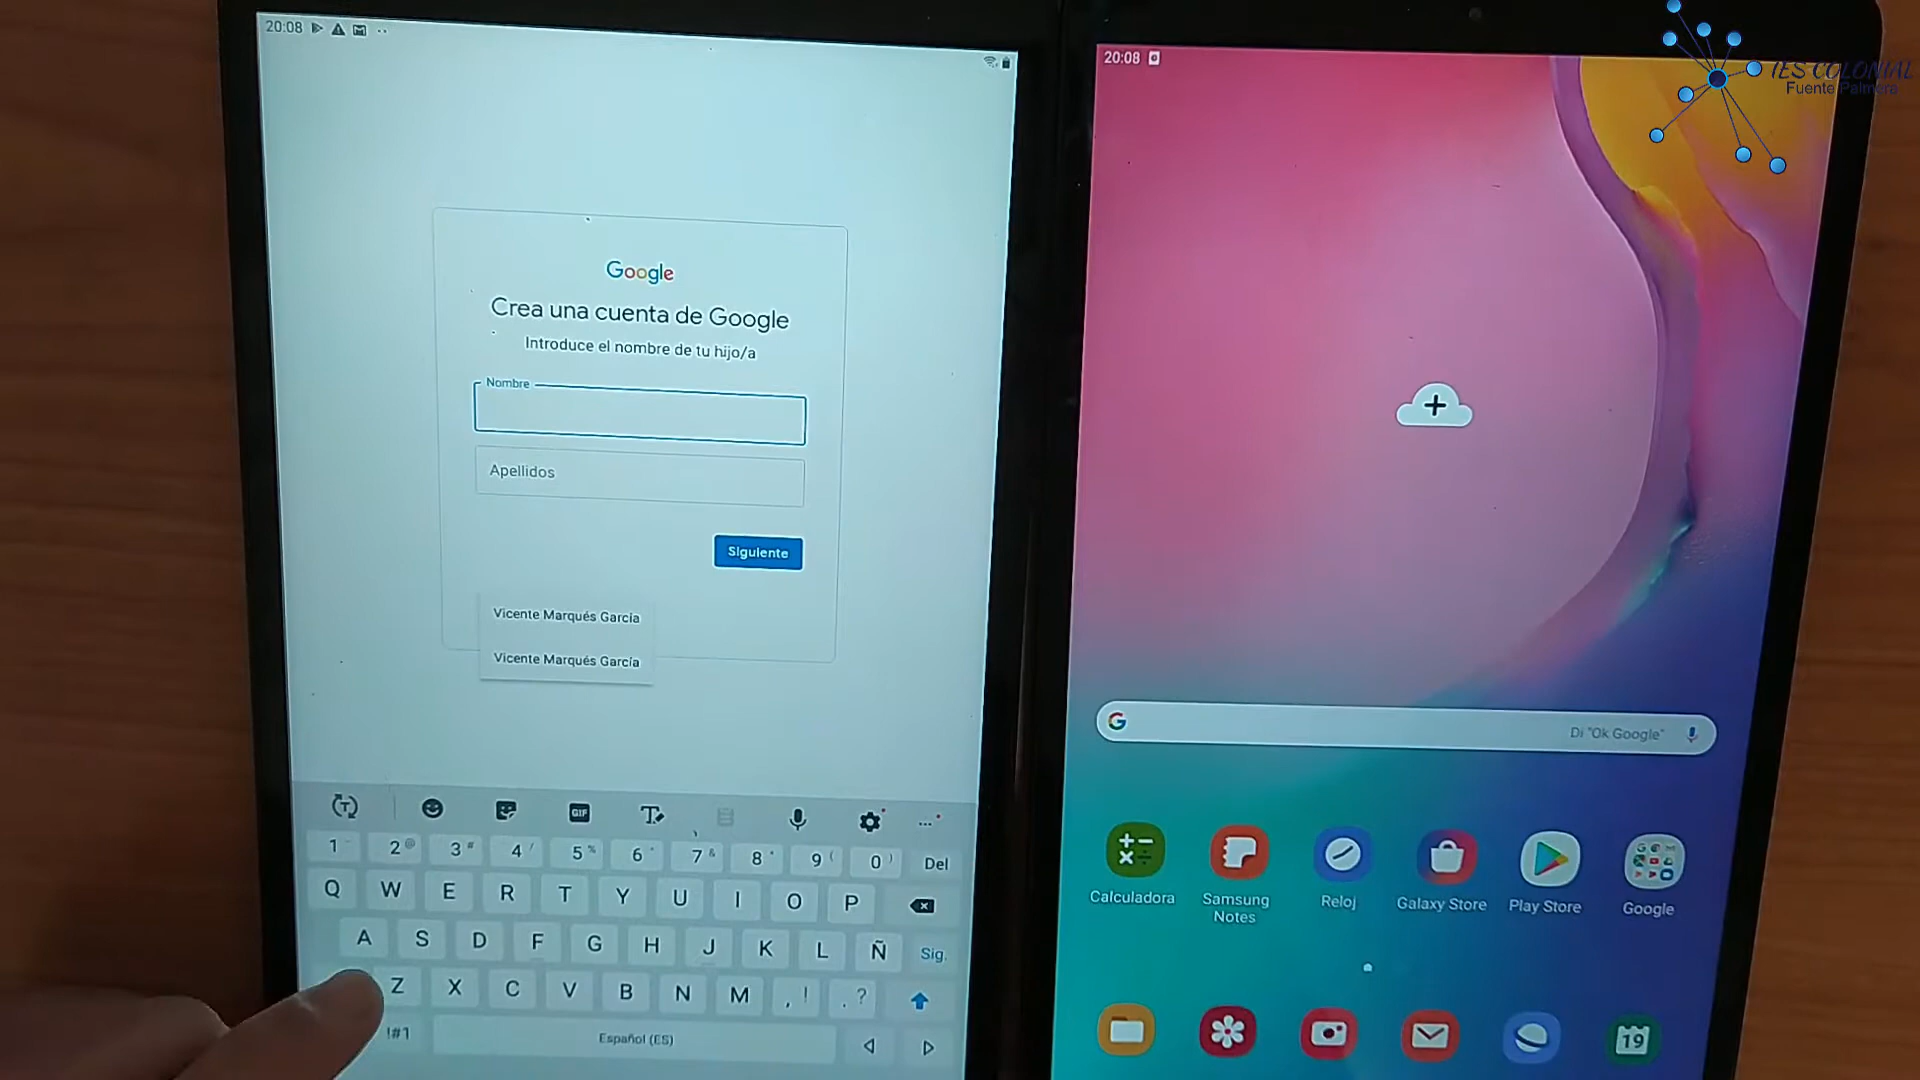 20:08
Google
Crea una cuenta de Google
Introduce el nombre de tu hijo/a
Nombre
Apellidos
Siguiente
Vicente Marqués García
Vicente Marqués García
GIF
1 2 @ 3 # 4 / 5 % 6 7 & 8 * 9 ( 0 ) Del
Q W E R T Y U I O P
A S D F G H J K L Ñ Sig.
Z X C V B N M , ! . ?
!#1 Español (ES)
20:08
IES COLONIAL
Fuente Palmera
Di "Ok Google"
Calculadora
Samsung Notes
Reloj
Galaxy Store
Play Store
Google
19